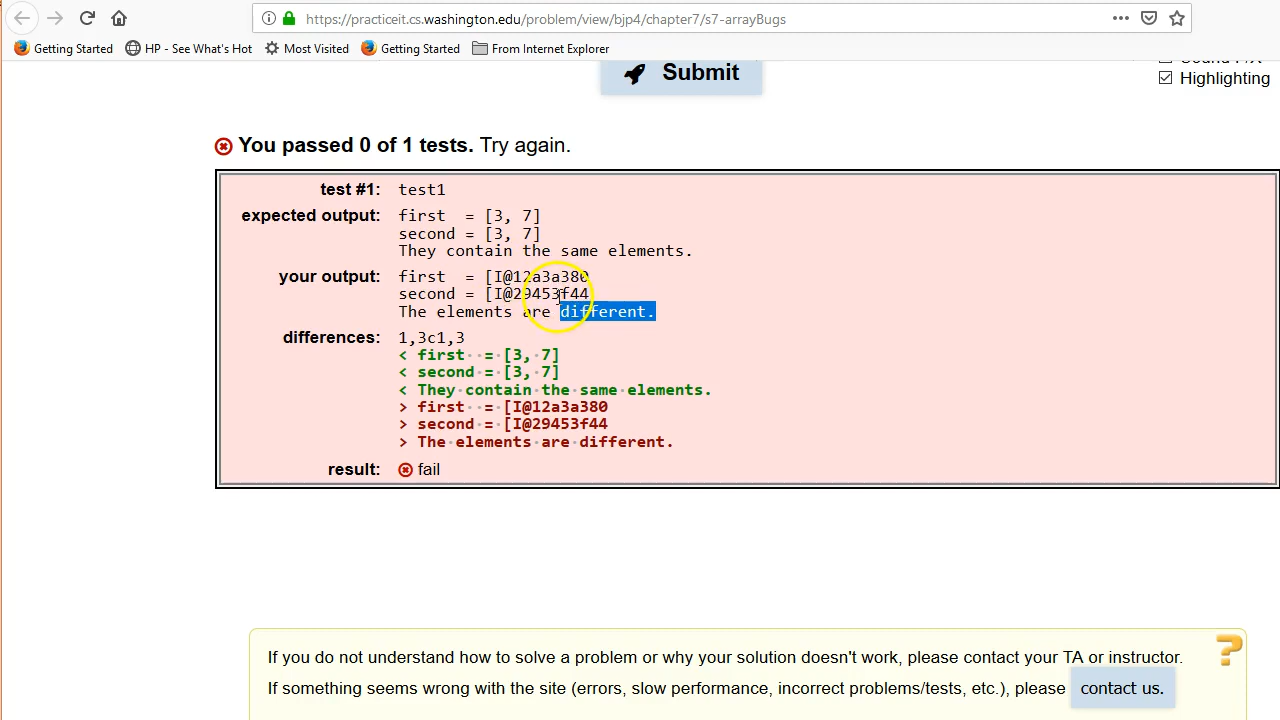 https://practiceit.cs.washington.edu/problem/view/bjp4/chapter7/s7-arrayBugs
Getting Started HP - See What's Hot Most Visited Getting Started From Internet Explorer
Submit
Highlighting
You passed 0 of 1 tests. Try again.
test #1: test1
expected output: first  = [3, 7]
second = [3, 7]
They contain the same elements.
your output: first  = [I@12a3a380
second = [I@29453f44
The elements are different.
differences: 1,3c1,3
< first··= [3,·7]
< second·= [3,·7]
< They·contain·the·same·elements.
> first··= [I@12a3a380
> second·= [I@29453f44
> The·elements·are·different.
result: fail
If you do not understand how to solve a problem or why your solution doesn't work, please contact your TA or instructor.
If something seems wrong with the site (errors, slow performance, incorrect problems/tests, etc.), please contact us.